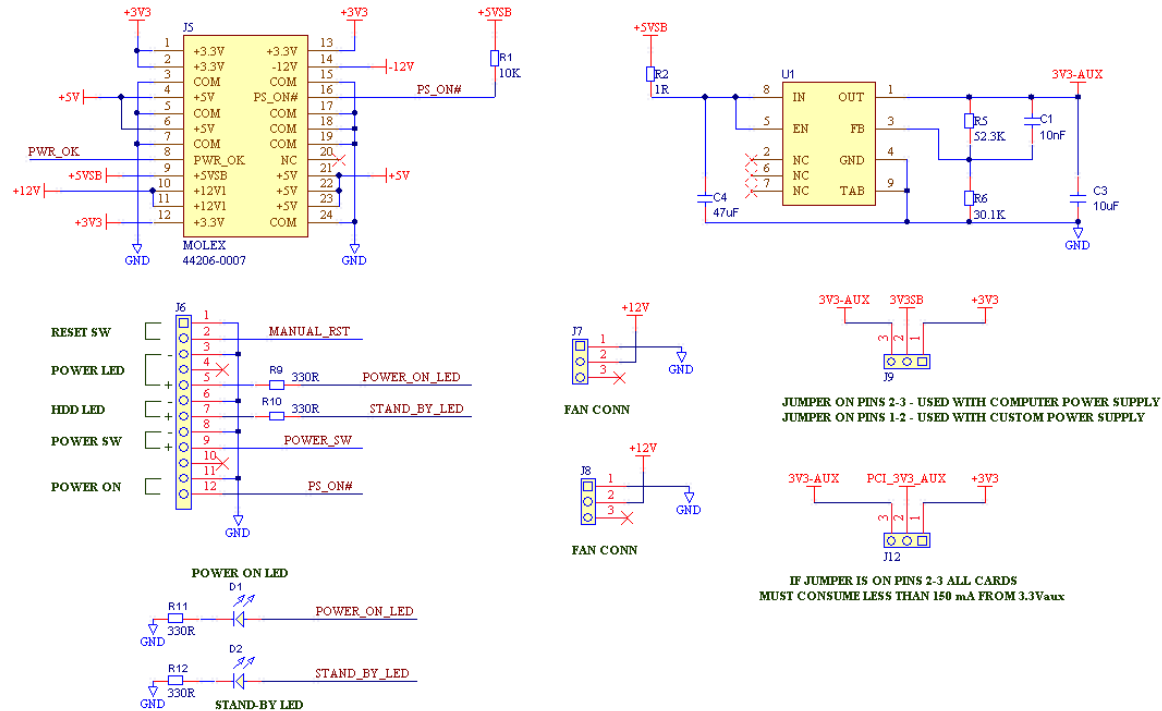 +3V3
J5
+3V3
+5VSB
1 +3.3V +3.3V 13
2 +3.3V -12V 14 -12V
3 COM COM 15
+5V 4 +5V PS_ON# 16 PS_ON#
5 COM COM 17
6 +5V COM 18
7 COM COM 19
PWR_OK 8 PWR_OK NC 20
+5VSB 9 +5VSB +5V 21 +5V
+12V 10 +12V1 +5V 22
11 +12V1 +5V 23
+3V3 12 +3.3V COM 24
R1
10K
GND
MOLEX
44206-0007
GND
+5VSB
R2
1R
U1
3V3-AUX
8 IN OUT 1
5 EN FB 3
2 NC GND 4
6 NC
7 NC TAB 9
R5
52.3K
C1
10nF
C4
47uF
R6
30.1K
C3
10uF
GND
J6
RESET SW
1
2 MANUAL_RST
POWER LED
- 3
4
+ 5 R9 330R POWER_ON_LED
HDD LED
- 6
+ 7 R10 330R STAND_BY_LED
POWER SW
- 8
+ 9 POWER_SW
10
POWER ON
11
12 PS_ON#
GND
+12V
J7
1
2
3
GND
FAN CONN
+12V
J8
1
2
3
GND
FAN CONN
3V3-AUX 3V3SB +3V3
3 2 1
J9
JUMPER ON PINS 2-3 - USED WITH COMPUTER POWER SUPPLY
JUMPER ON PINS 1-2 - USED WITH CUSTOM POWER SUPPLY
3V3-AUX PCI_3V3_AUX +3V3
3 2 1
J12
IF JUMPER IS ON PINS 2-3 ALL CARDS
MUST CONSUME LESS THAN 150 mA FROM 3.3Vaux
POWER ON LED
D1
R11 POWER_ON_LED
330R
GND
D2
R12 STAND_BY_LED
330R
GND
STAND-BY LED